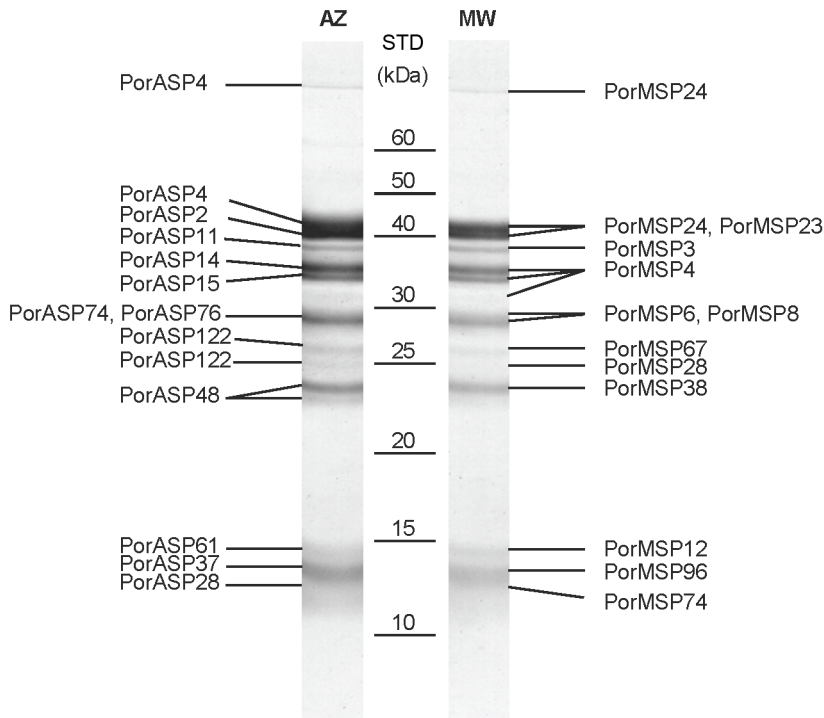 AZ
MW
STD
(kDa)
PorASP4
PorMSP24
60
50
PorASP4
PorASP2
40
PorMSP24, PorMSP23
PorASP11
PorMSP3
PorASP14
PorMSP4
PorASP15
30
PorASP74, PorASP76
PorMSP6, PorMSP8
PorASP122
PorMSP67
25
PorASP122
PorMSP28
PorASP48
PorMSP38
20
15
PorASP61
PorMSP12
PorASP37
PorMSP96
PorASP28
PorMSP74
10